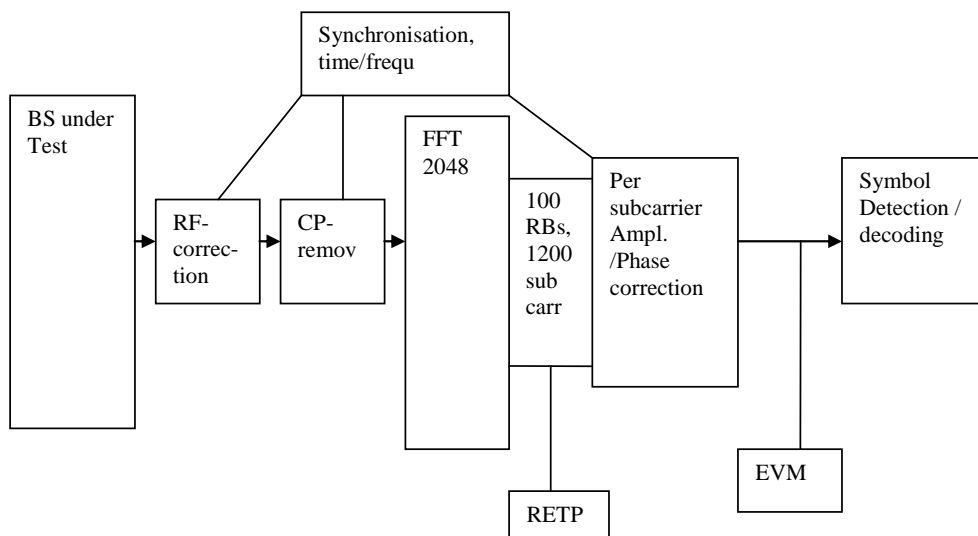 Synchronisation,
time/frequ
BS under
Test
RF-
correc-
tion
CP-
remov
FFT
2048
100
RBs,
1200
sub
carr
Per
subcarrier
Ampl.
/Phase
correction
Symbol
Detection /
decoding
RETP
EVM